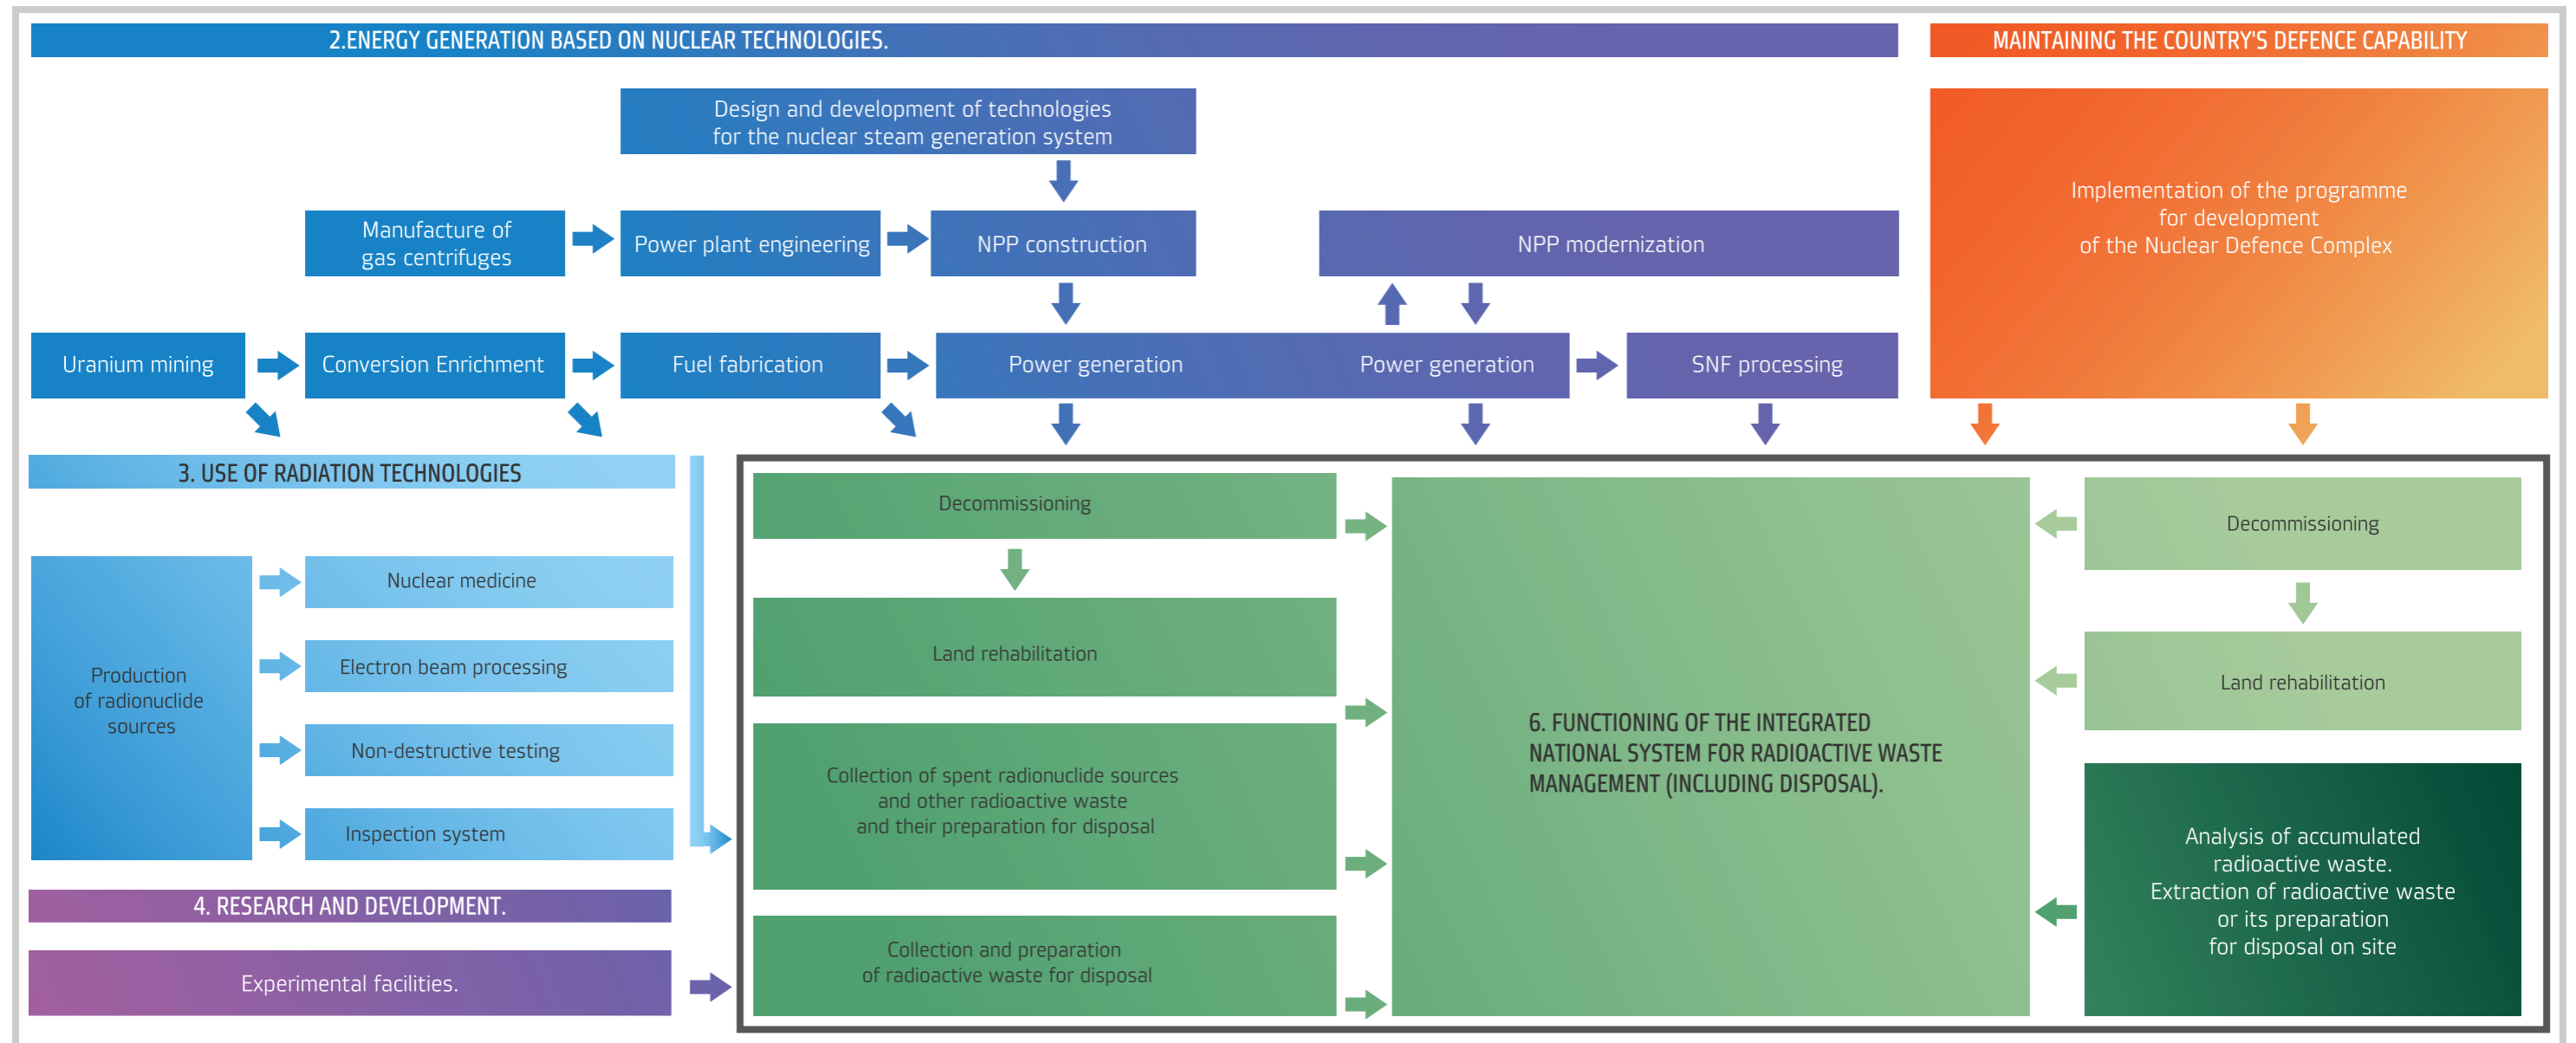 2.ENERGY GENERATION BASED ON NUCLEAR TECHNOLOGIES.
MAINTAINING THE COUNTRY'S DEFENCE CAPABILITY
Design and development of technologies
for the nuclear steam generation system
Manufacture of
gas centrifuges
Power plant engineering
NPP construction
NPP modernization
Implementation of the programme
for development
of the Nuclear Defence Complex
Uranium mining
Conversion Enrichment
Fuel fabrication
Power generation
Power generation
SNF processing
3. USE OF RADIATION TECHNOLOGIES
Production
of radionuclide
sources
Nuclear medicine
Electron beam processing
Non-destructive testing
Inspection system
4. RESEARCH AND DEVELOPMENT.
Experimental facilities.
Decommissioning
Land rehabilitation
Collection of spent radionuclide sources
and other radioactive waste
and their preparation for disposal
Collection and preparation
of radioactive waste for disposal
6. FUNCTIONING OF THE INTEGRATED
NATIONAL SYSTEM FOR RADIOACTIVE WASTE
MANAGEMENT (INCLUDING DISPOSAL).
Decommissioning
Land rehabilitation
Analysis of accumulated
radioactive waste.
Extraction of radioactive waste
or its preparation
for disposal on site